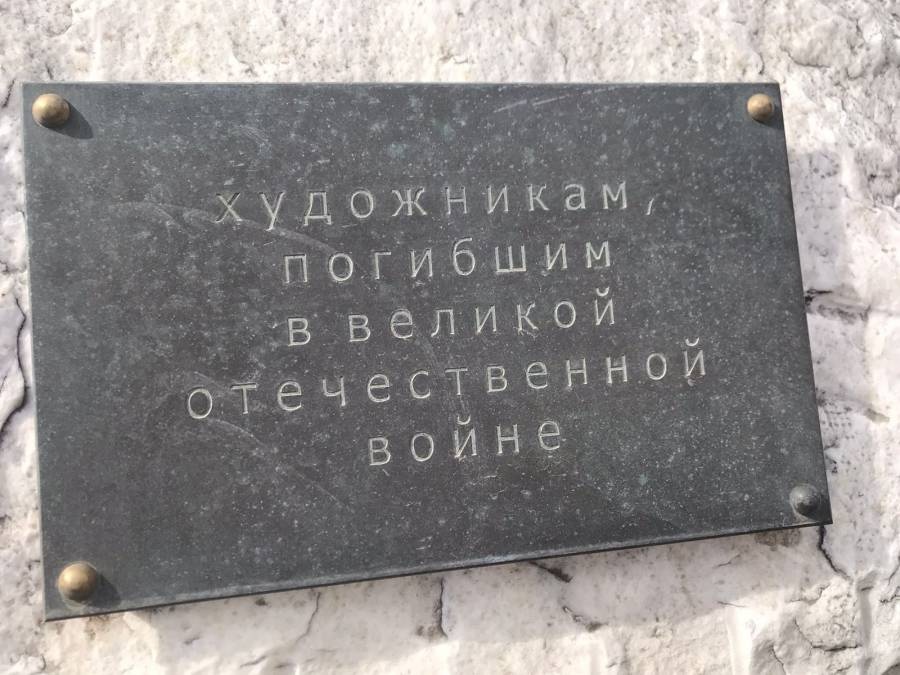 художникам,
погибшим
в великой
отечественной
войне